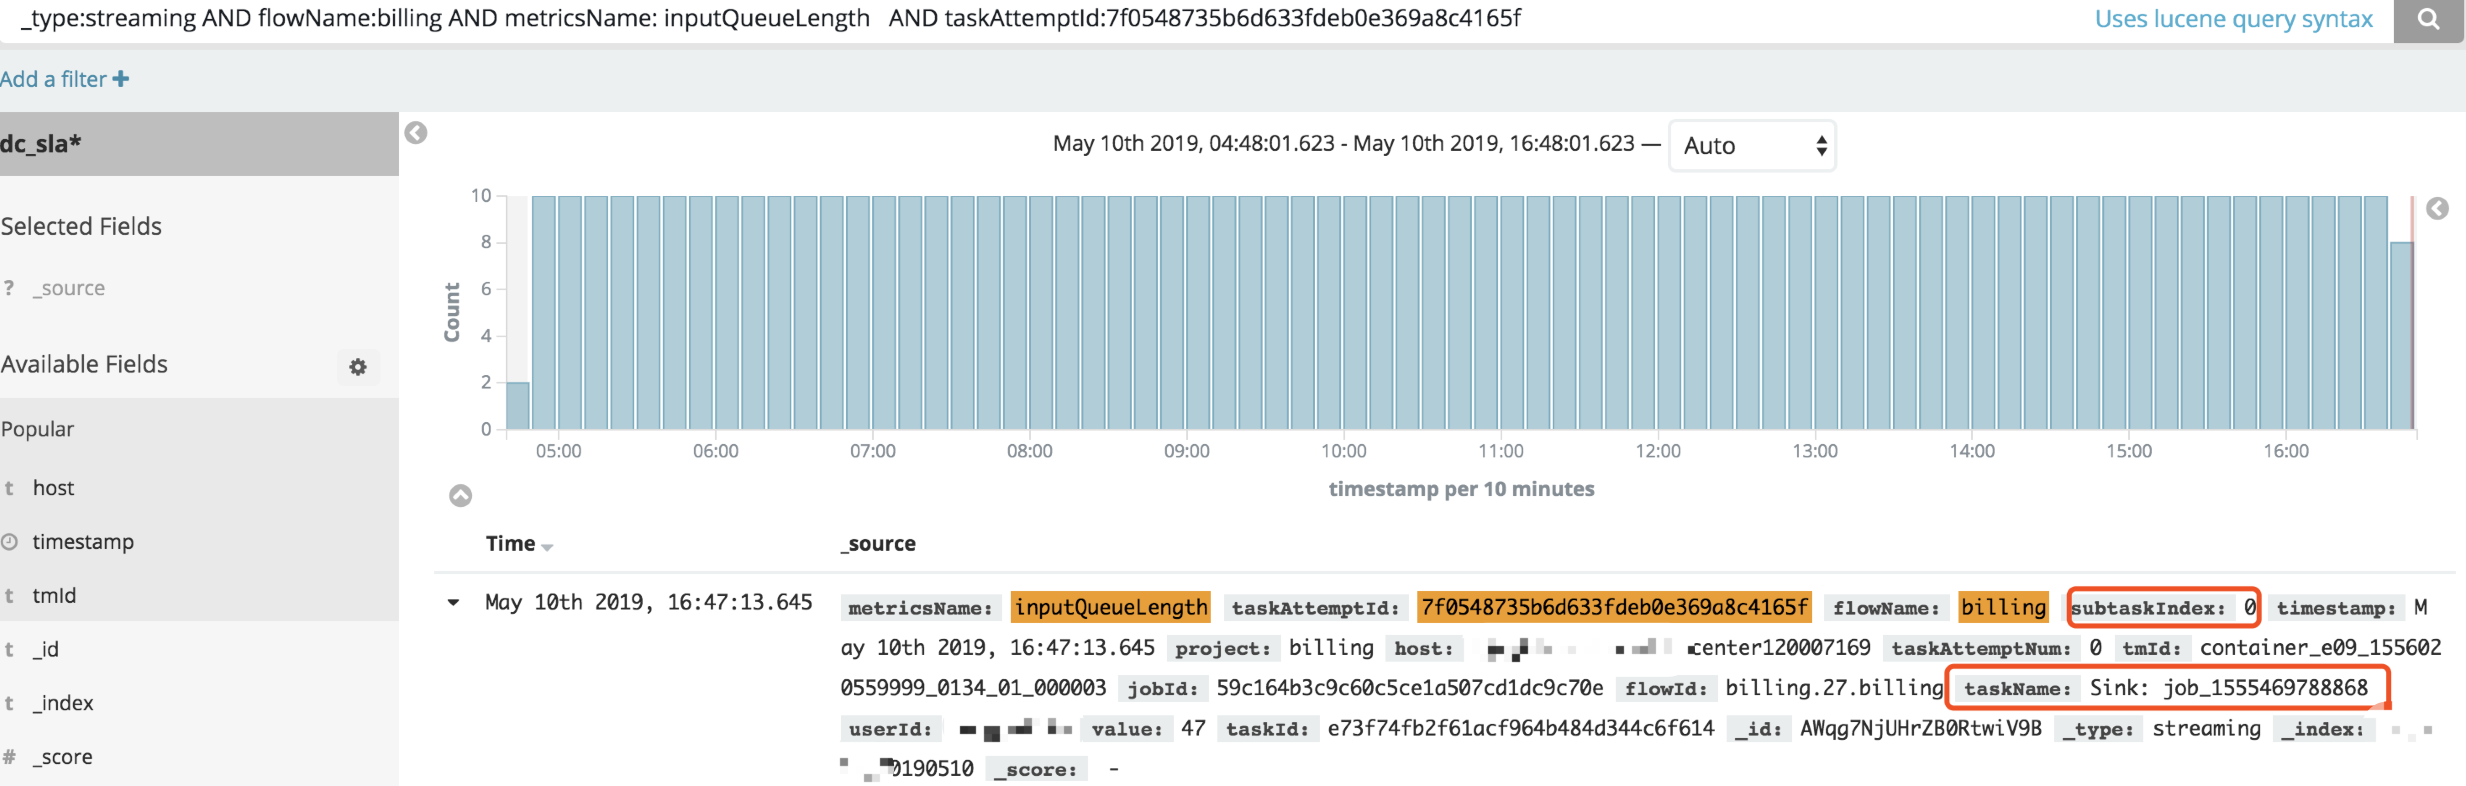 _type:streaming AND flowName:billing AND metricsName: inputQueueLength AND taskAttemptId:7f0548735b6d633fdeb0e369a8c4165f
Uses lucene query syntax
Add a filter +
dc_sla*
May 10th 2019, 04:48:01.623 - May 10th 2019, 16:48:01.623 — Auto
Selected Fields
? _source
Available Fields
Popular
t host
timestamp
t tmId
t _id
t _index
# _score
Count
10
8
6
4
2
0
05:00 06:00 07:00 08:00 09:00 10:00 11:00 12:00 13:00 14:00 15:00 16:00
timestamp per 10 minutes
Time _source
May 10th 2019, 16:47:13.645 metricsName: inputQueueLength taskAttemptId: 7f0548735b6d633fdeb0e369a8c4165f flowName: billing subtaskIndex: 0 timestamp: M
ay 10th 2019, 16:47:13.645 project: billing host: center120007169 taskAttemptNum: 0 tmId: container_e09_155602
0559999_0134_01_000003 jobId: 59c164b3c9c60c5ce1a507cd1dc9c70e flowId: billing.27.billing taskName: Sink: job_1555469788868
userId: value: 47 taskId: e73f74fb2f61acf964b484d344c6f614 _id: AWqg7NjUHrZB0RtwiV9B _type: streaming _index:
0190510 _score: -